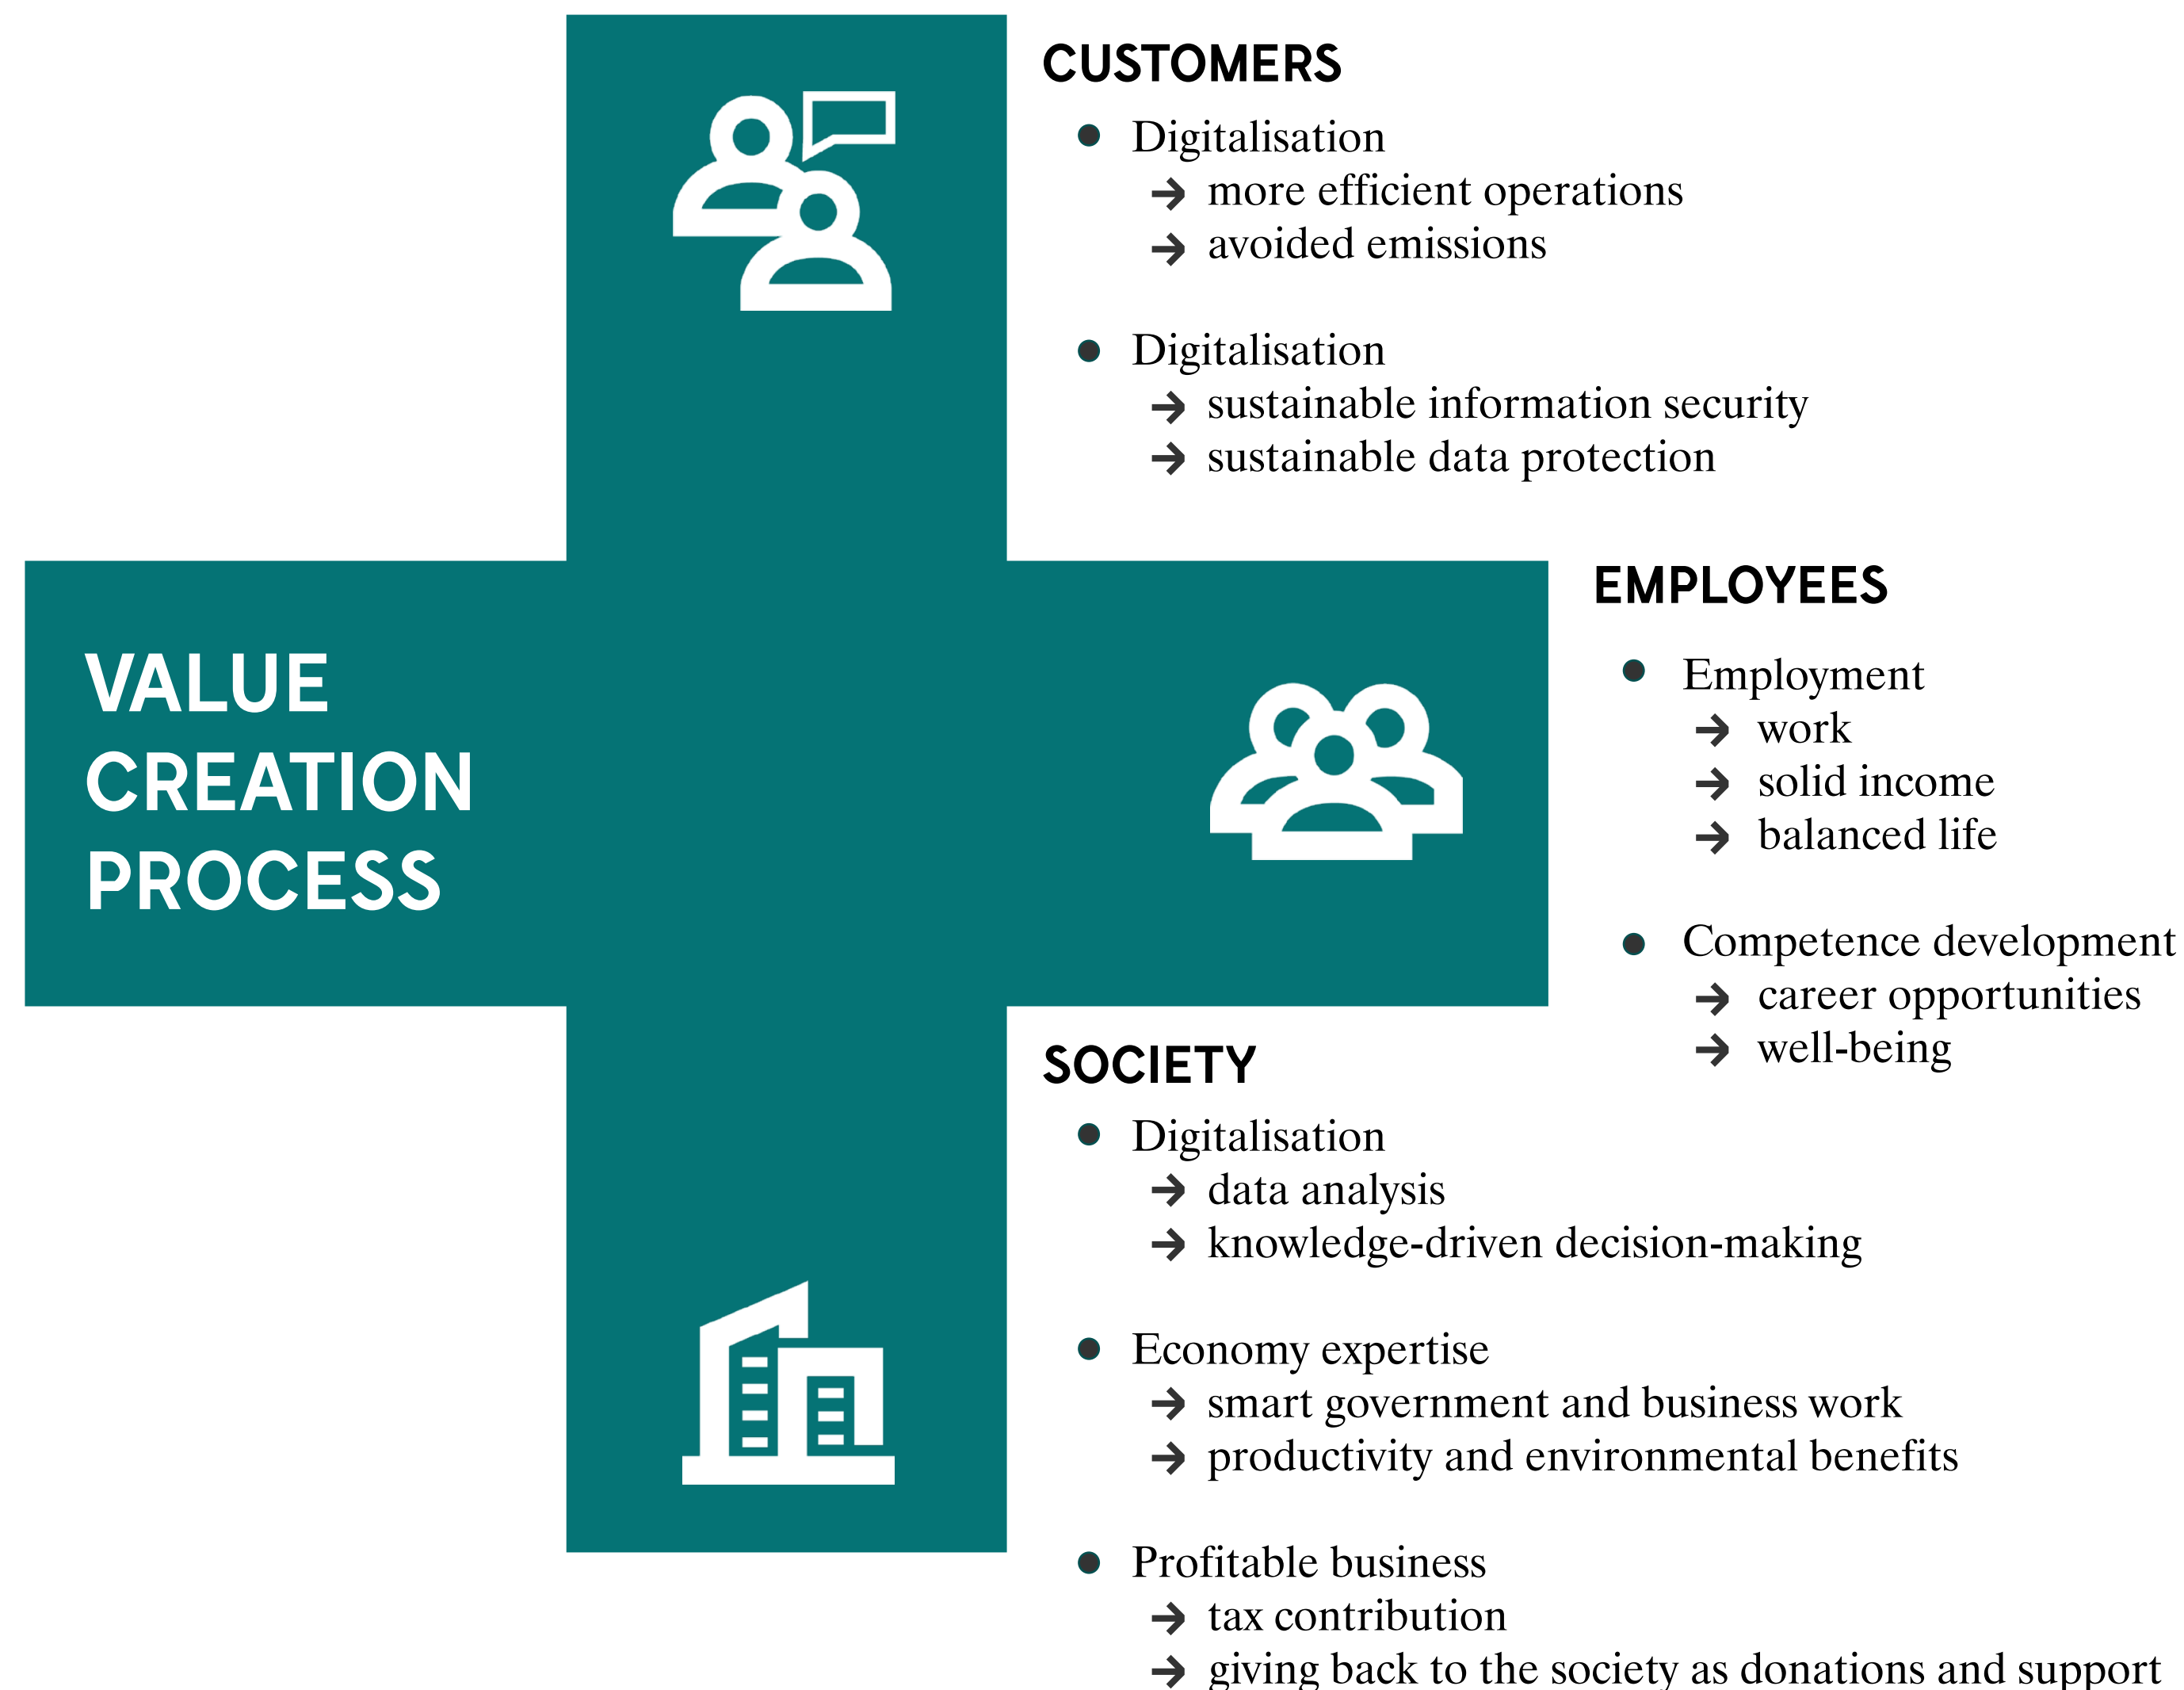 VALUE
CREATION
PROCESS
CUSTOMERS
Digitalisation
more efficient operations
avoided emissions
Digitalisation
sustainable information security
sustainable data protection
EMPLOYEES
Employment
work
solid income
balanced life
Competence development
career opportunities
well-being
SOCIETY
Digitalisation
data analysis
knowledge-driven decision-making
Economy expertise
smart government and business work
productivity and environmental benefits
Profitable business
tax contribution
giving back to the society as donations and support